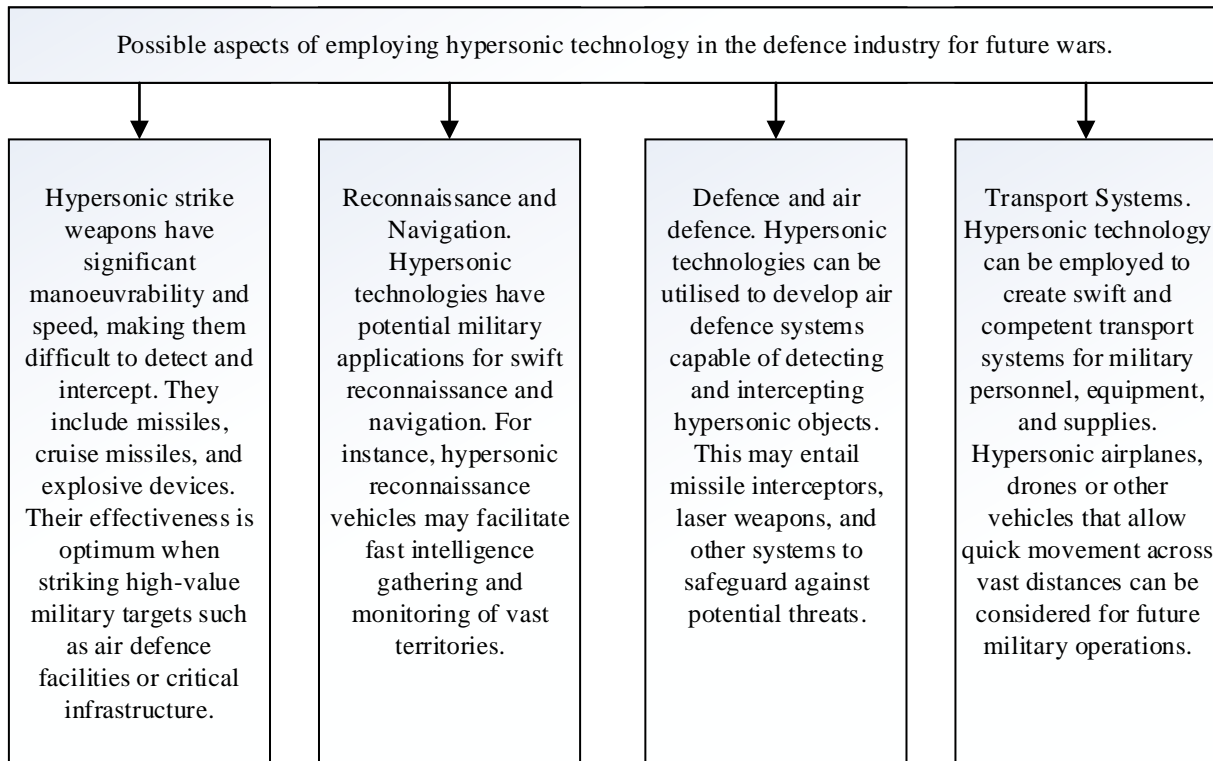 Possible aspects of employing hypersonic technology in the defence industry for future wars.
Hypersonic strike
weapons have
significant
manoeuvrability and
speed, making them
difficult to detect and
intercept. They
include missiles,
cruise missiles, and
explosive devices.
Their effectiveness is
optimum when
striking high-value
military targets such
as air defence
facilities or critical
infrastructure.
Reconnaissance and
Navigation.
Hypersonic
technologies have
potential military
applications for swift
reconnaissance and
navigation. For
instance, hypersonic
reconnaissance
vehicles may facilitate
fast intelligence
gathering and
monitoring of vast
territories.
Defence and air
defence. Hypersonic
technologies can be
utilised to develop air
defence systems
capable of detecting
and intercepting
hypersonic objects.
This may entail
missile interceptors,
laser weapons, and
other systems to
safeguard against
potential threats.
Transport Systems.
Hypersonic technology
can be employed to
create swift and
competent transport
systems for military
personnel, equipment,
and supplies.
Hypersonic airplanes,
drones or other
vehicles that allow
quick movement across
vast distances can be
considered for future
military operations.